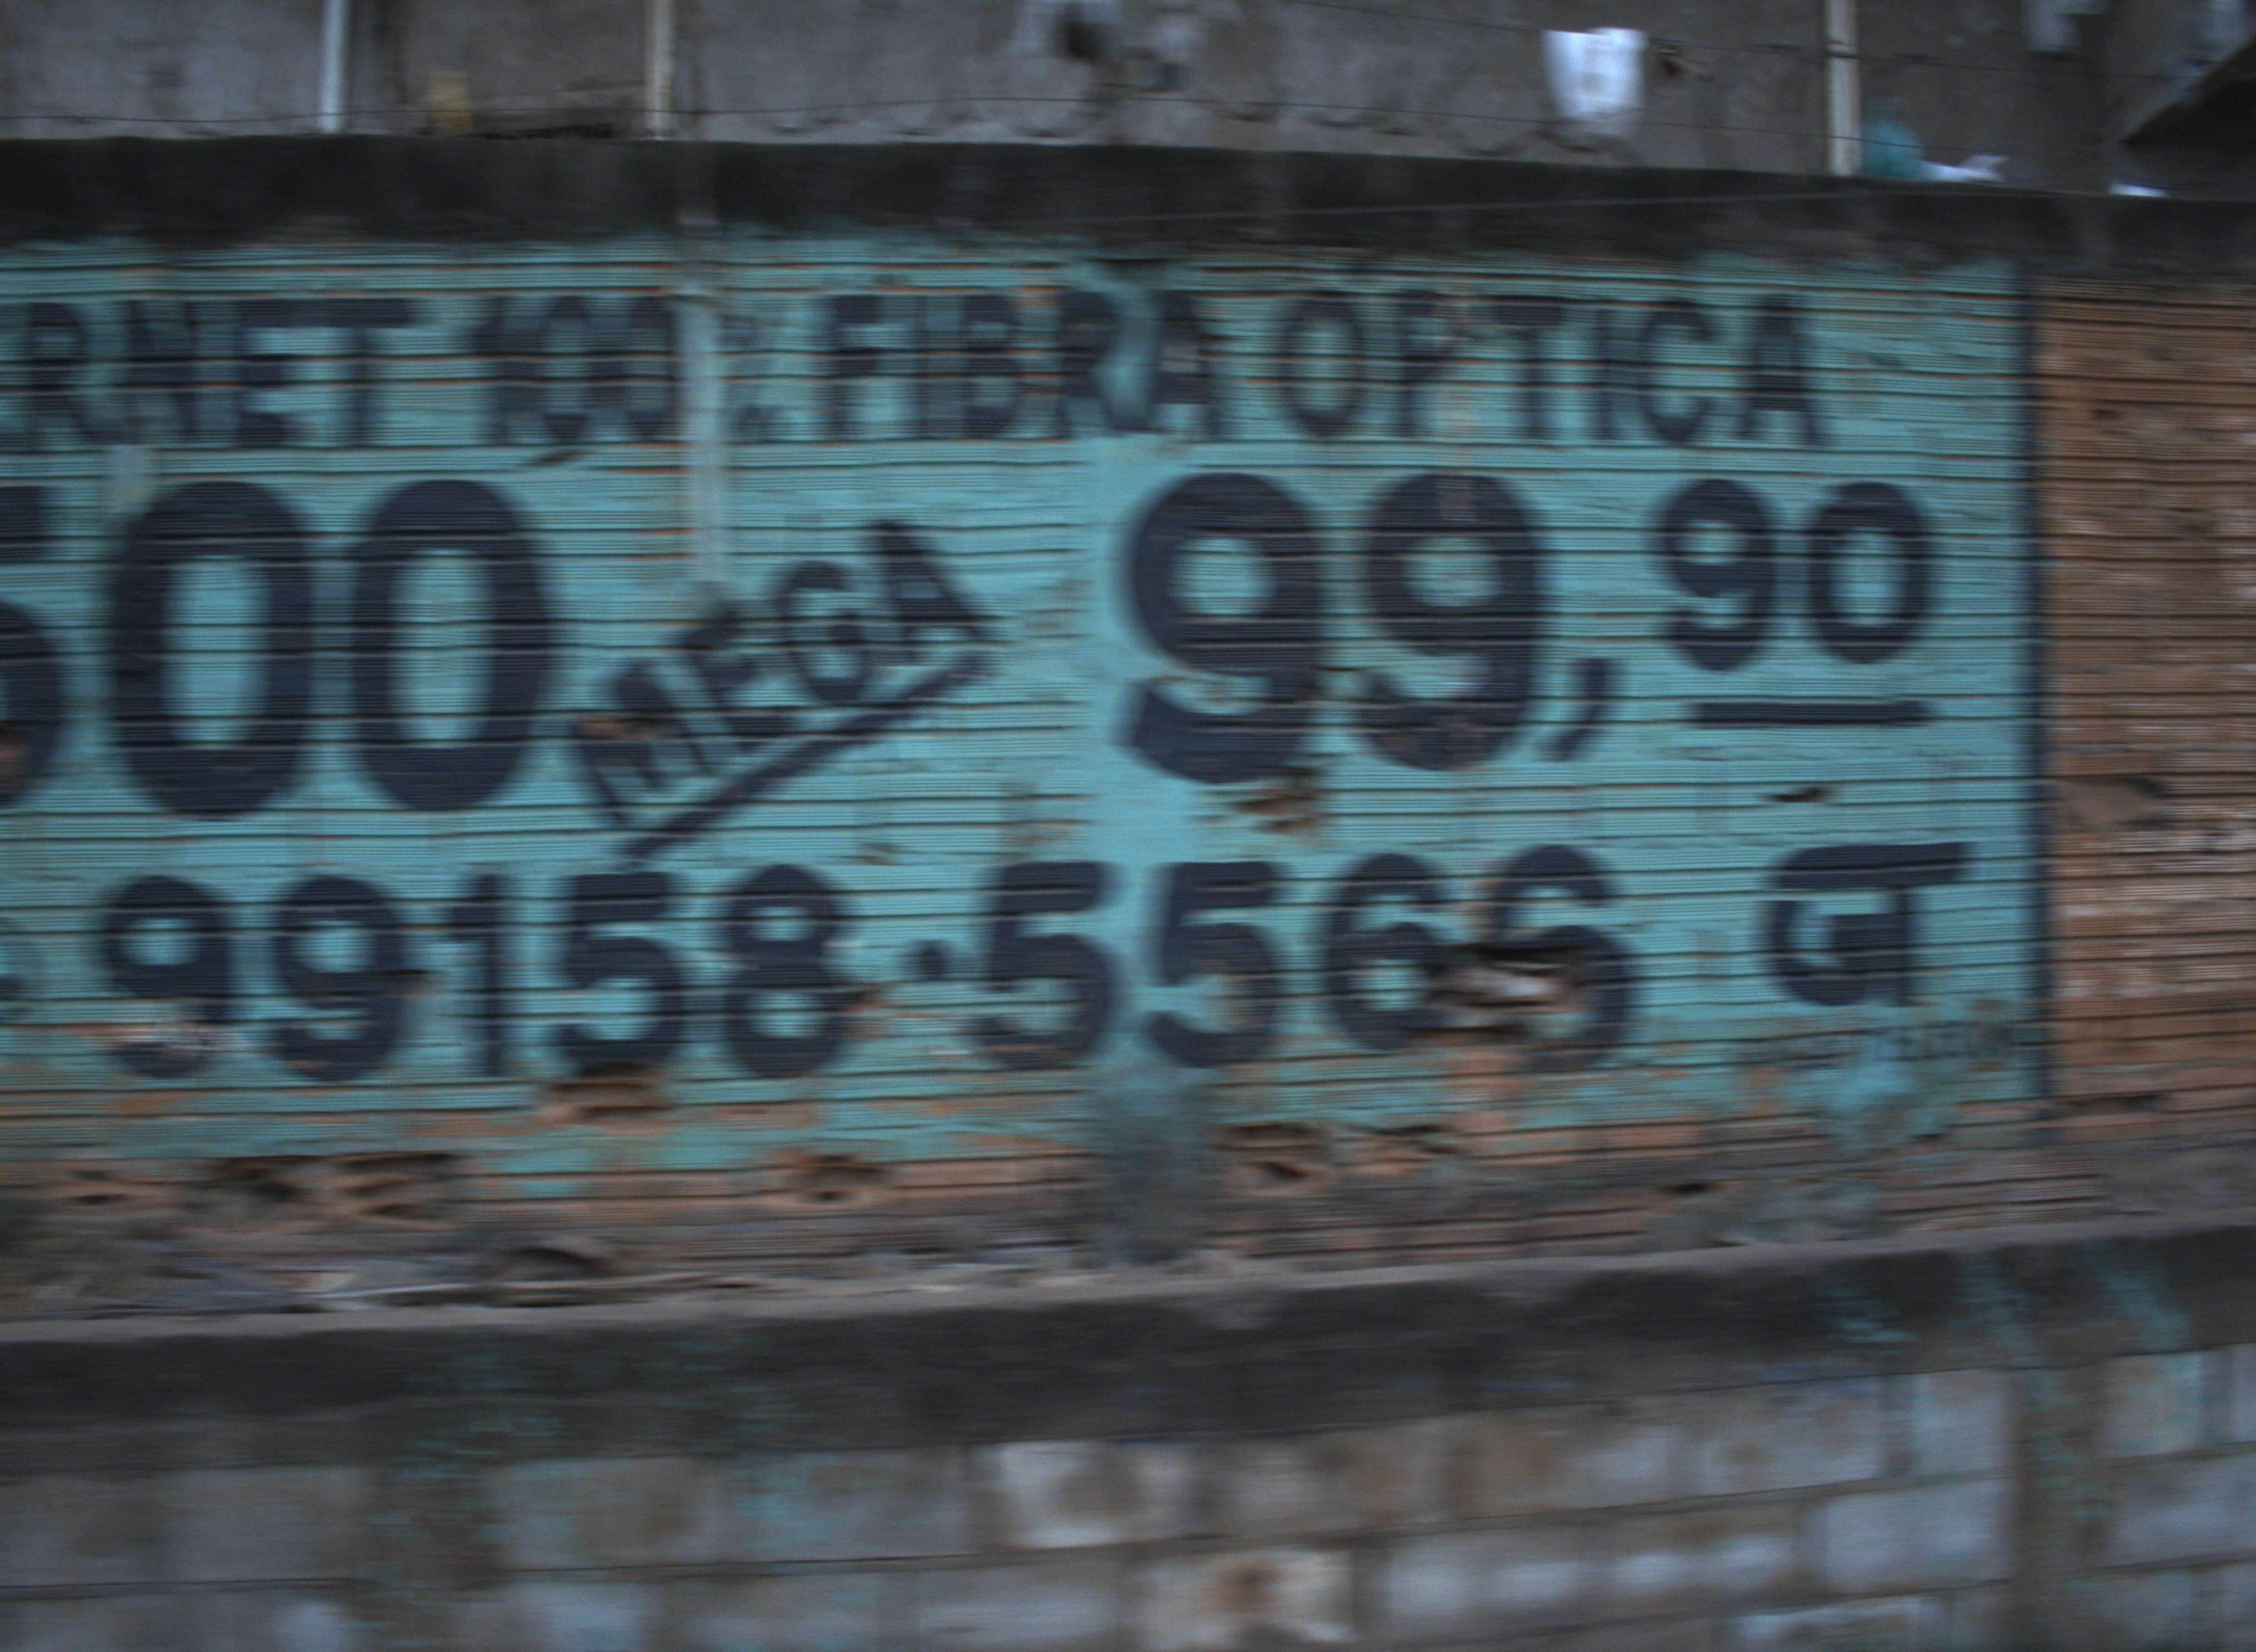 RNET 100% FIBRA OPTICA
500 MEGA 99,90
99158-5566